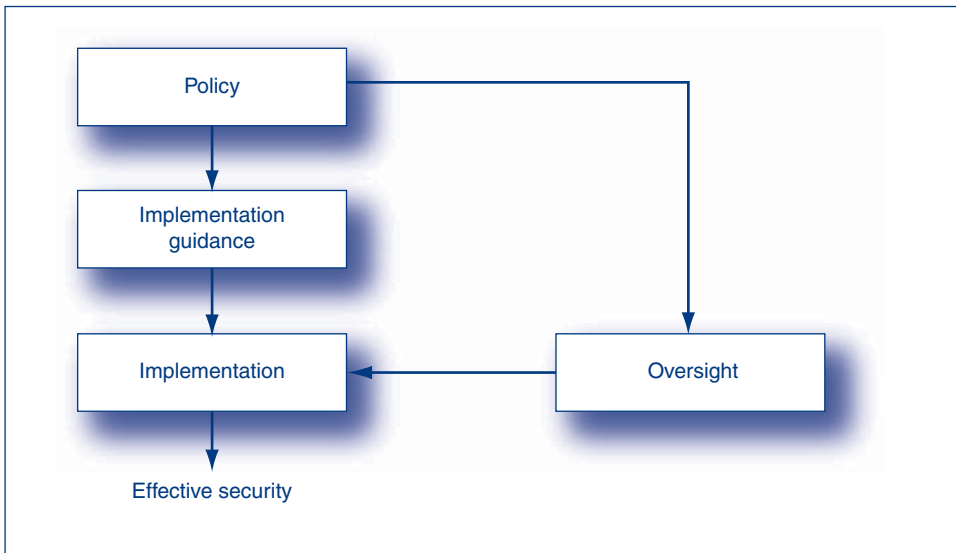 Policy
Implementation
guidance
Implementation
Oversight
Effective security